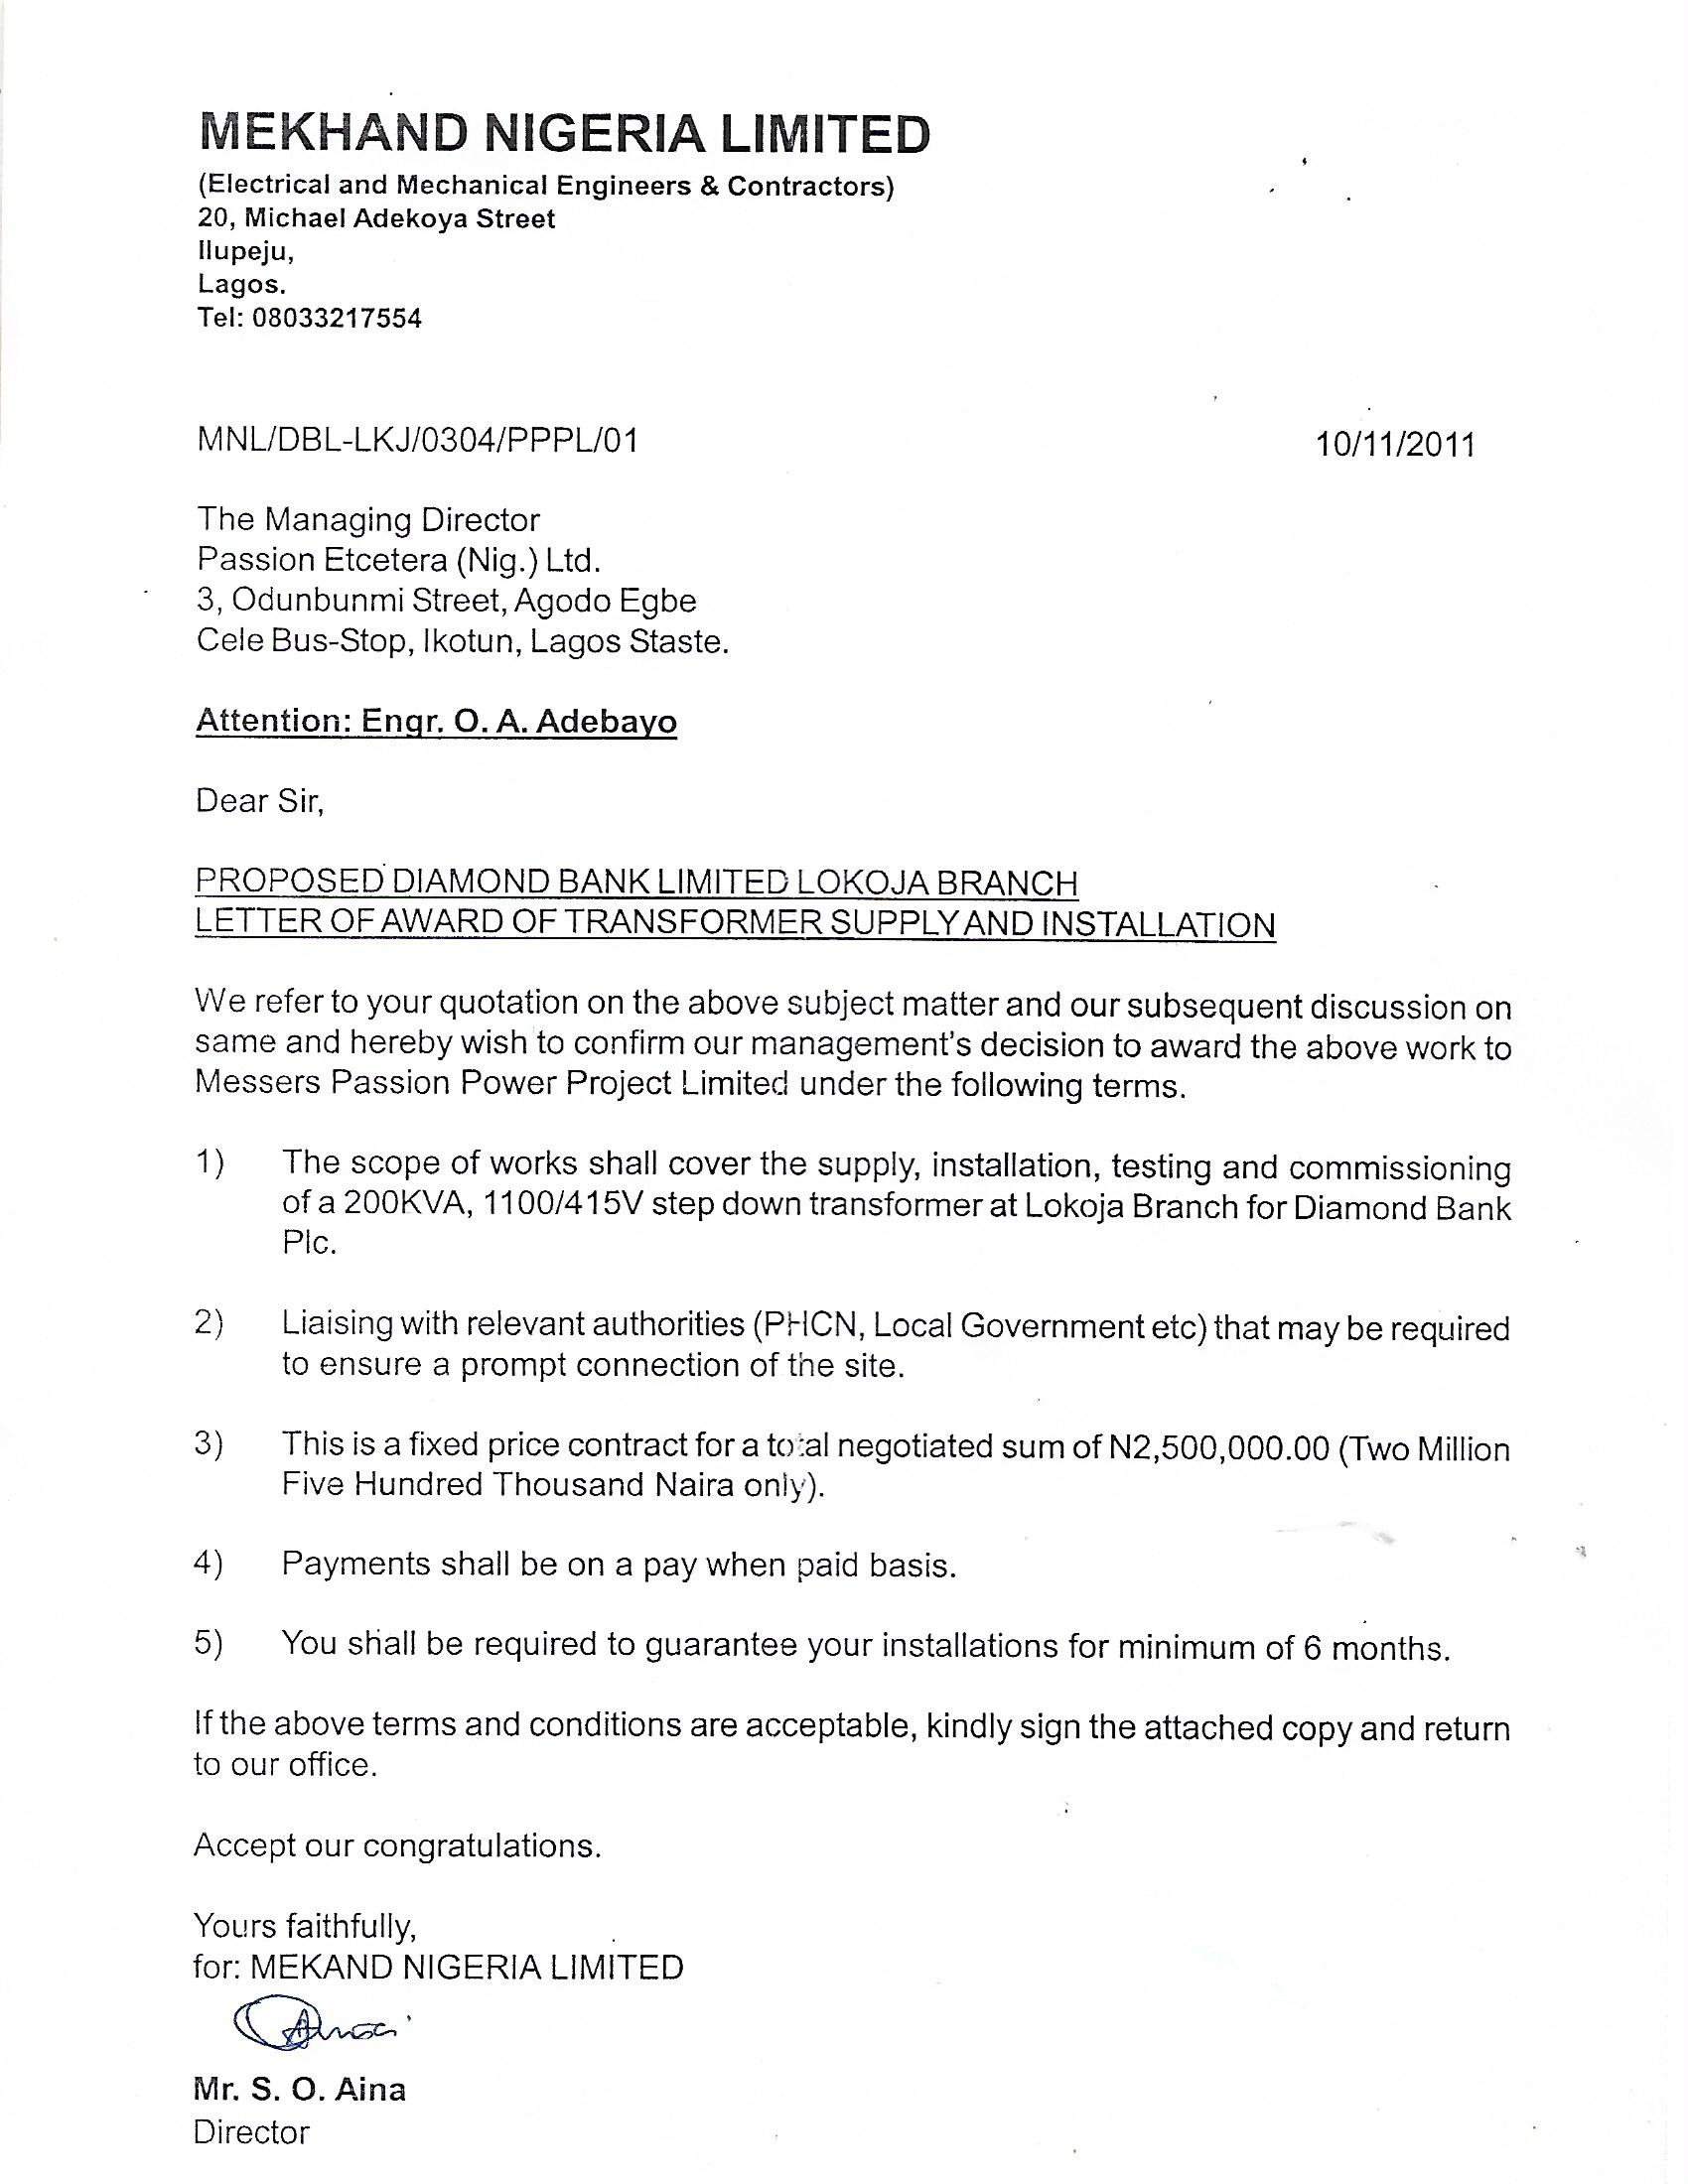 MEKHAND NIGERIA LIMITED
(Electrical and Mechanical Engineers & Contractors)
20, Michael Adekoya Street
Ilupeju,
Lagos.
Tel: 08033217554
MNL/DBL-LKJ/0304/PPPL/01 10/11/2011
The Managing Director
Passion Etcetera (Nig.) Ltd.
3, Odunbunmi Street, Agodo Egbe
Cele Bus-Stop, Ikotun, Lagos Staste.
Attention: Engr. O. A. Adebayo
Dear Sir,
PROPOSED DIAMOND BANK LIMITED LOKOJA BRANCH
LETTER OF AWARD OF TRANSFORMER SUPPLY AND INSTALLATION
We refer to your quotation on the above subject matter and our subsequent discussion on
same and hereby wish to confirm our management's decision to award the above work to
Messers Passion Power Project Limited under the following terms.
1) The scope of works shall cover the supply, installation, testing and commissioning
of a 200KVA, 1100/415V step down transformer at Lokoja Branch for Diamond Bank
Plc.
2) Liaising with relevant authorities (PHCN, Local Government etc) that may be required
to ensure a prompt connection of the site.
3) This is a fixed price contract for a total negotiated sum of N2,500,000.00 (Two Million
Five Hundred Thousand Naira only).
4) Payments shall be on a pay when paid basis.
5) You shall be required to guarantee your installations for minimum of 6 months.
If the above terms and conditions are acceptable, kindly sign the attached copy and return
to our office.
Accept our congratulations.
Yours faithfully,
for: MEKAND NIGERIA LIMITED
Mr. S. O. Aina
Director